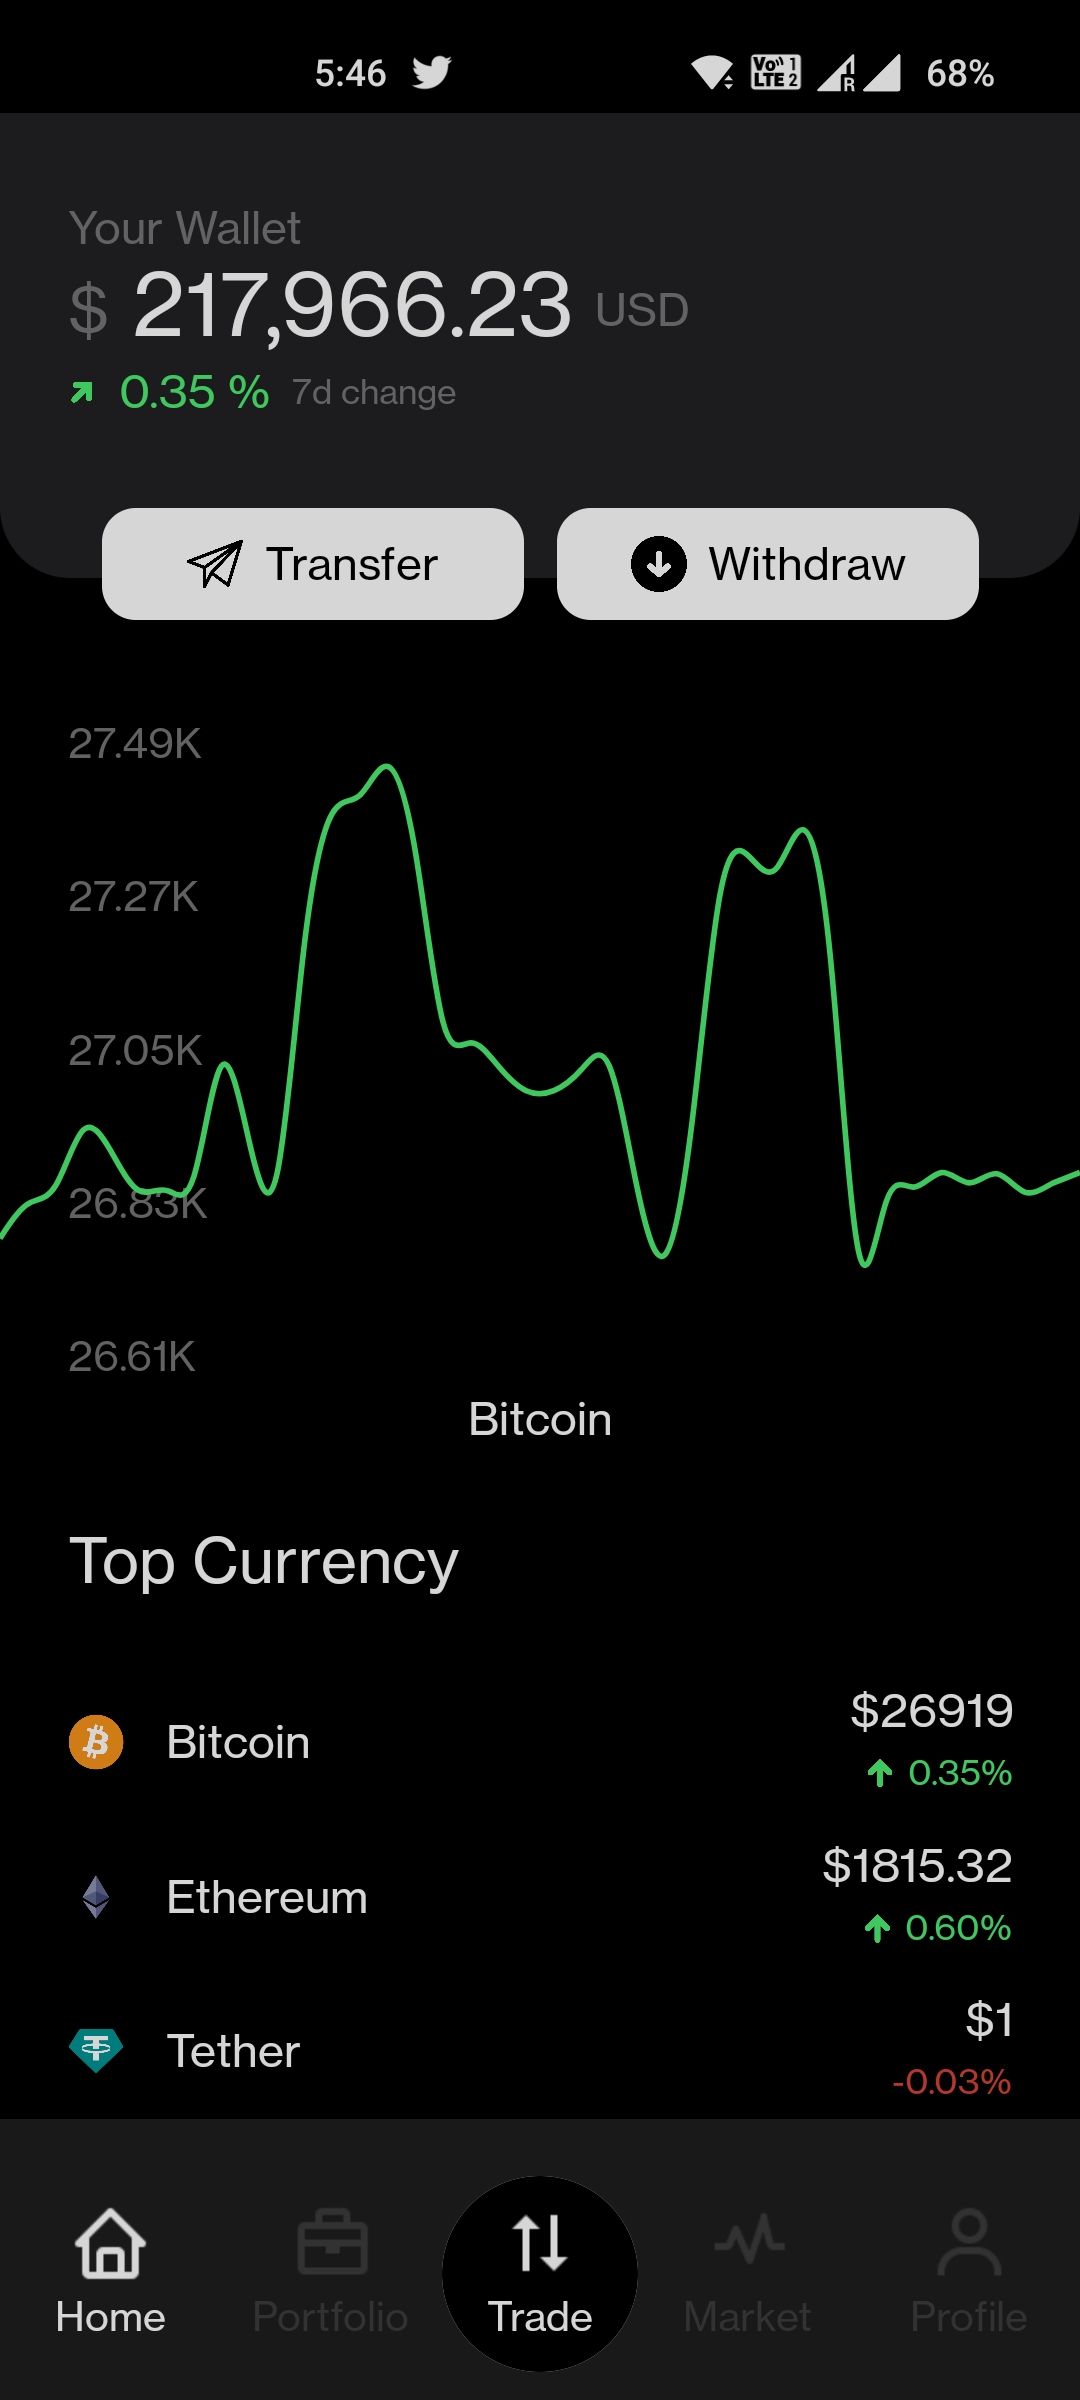 5:46
Vo)) 1
LTE 2
R
68%
Your Wallet
$ 217,966.23 USD
0.35 % 7d change
Transfer
Withdraw
27.49K
27.27K
27.05K
26.83K
26.61K
Bitcoin
Top Currency
Bitcoin
$26919
0.35%
Ethereum
$1815.32
0.60%
Tether
$1
-0.03%
Home
Portfolio
Trade
Market
Profile